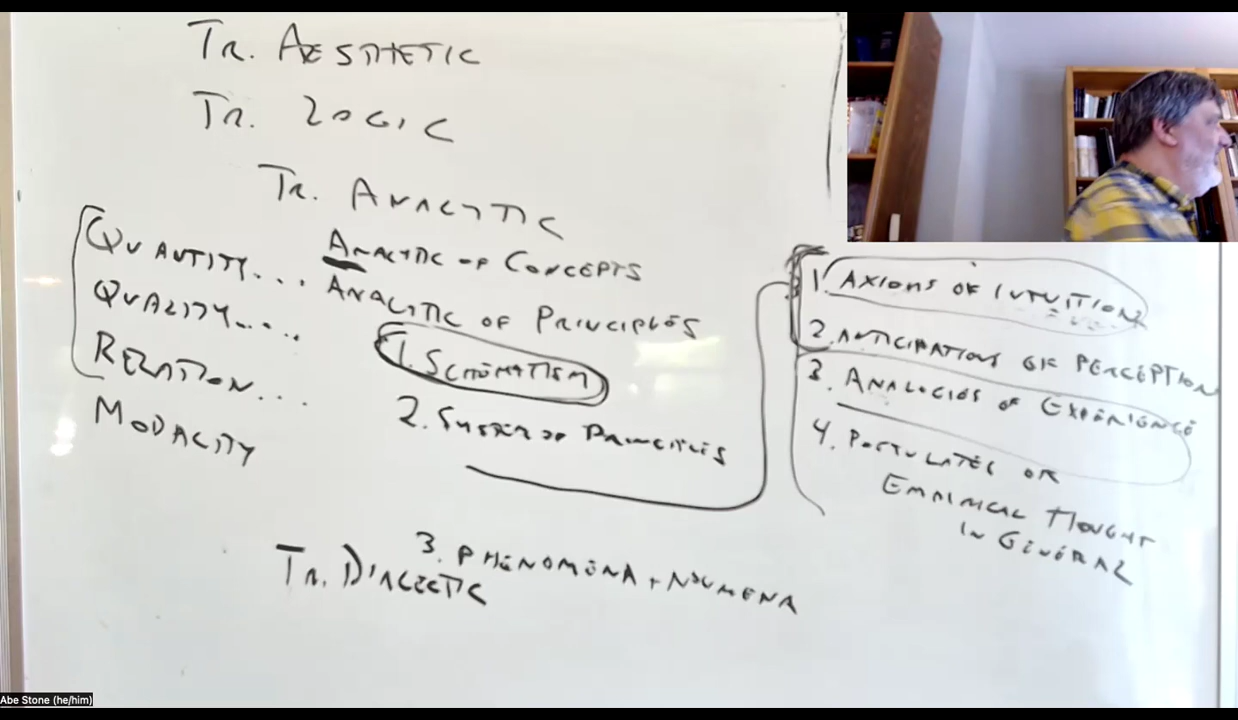 TR. AESTHETIC
TR. LOGIC
TR. ANALYTIC
QUANTITY...
QUALITY....
RELATION...
MODALITY
ANALYTIC OF CONCEPTS
ANALYTIC OF PRINCIPLES
1. SCHEMATISM
2. SYSTEM OF PRINCIPLES
3. PHENOMENA + NOUMENA
TR. DIALECTIC
1. AXIOMS OF INTUITION
2. ANTICIPATIONS OF PERCEPTION
3. ANALOGIES OF EXPERIENCE
4. POSTULATES OF
EMPIRICAL THOUGHT
IN GENERAL
Abe Stone (he/him)